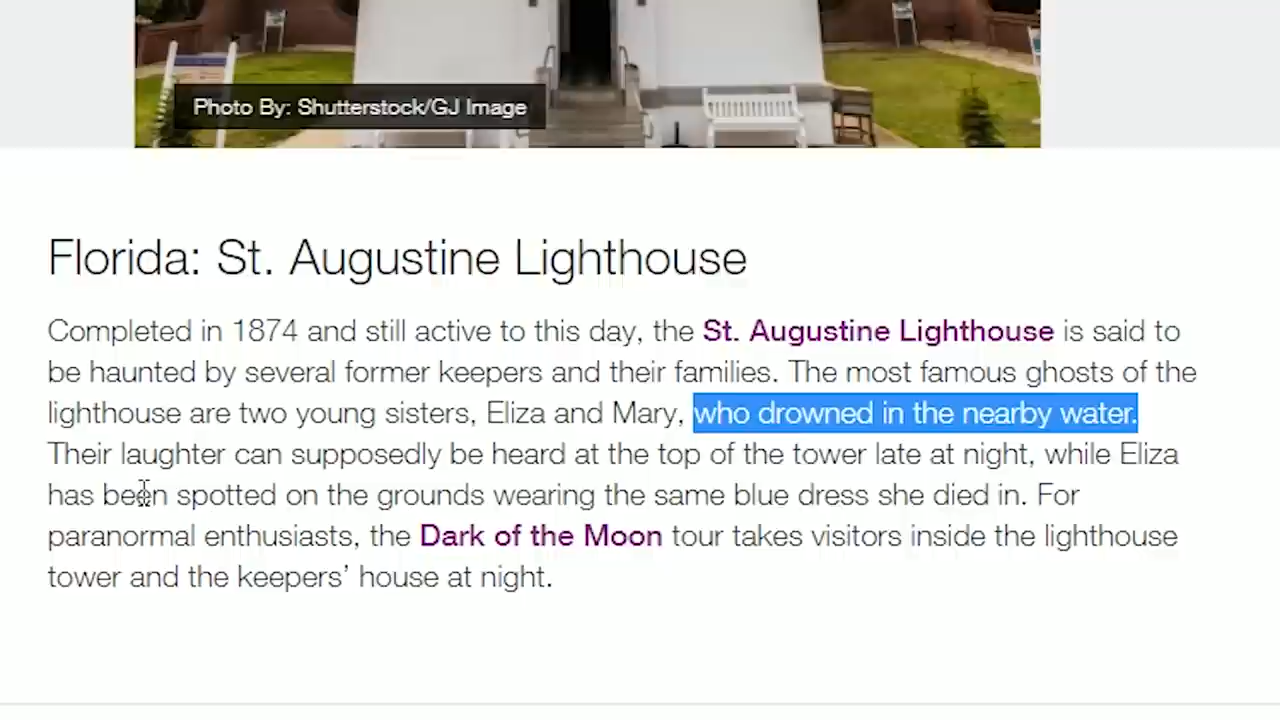 Photo By: Shutterstock/GJ Image
Florida: St. Augustine Lighthouse
Completed in 1874 and still active to this day, the St. Augustine Lighthouse is said to
be haunted by several former keepers and their families. The most famous ghosts of the
lighthouse are two young sisters, Eliza and Mary, who drowned in the nearby water.
Their laughter can supposedly be heard at the top of the tower late at night, while Eliza
has been spotted on the grounds wearing the same blue dress she died in. For
paranormal enthusiasts, the Dark of the Moon tour takes visitors inside the lighthouse
tower and the keepers’ house at night.